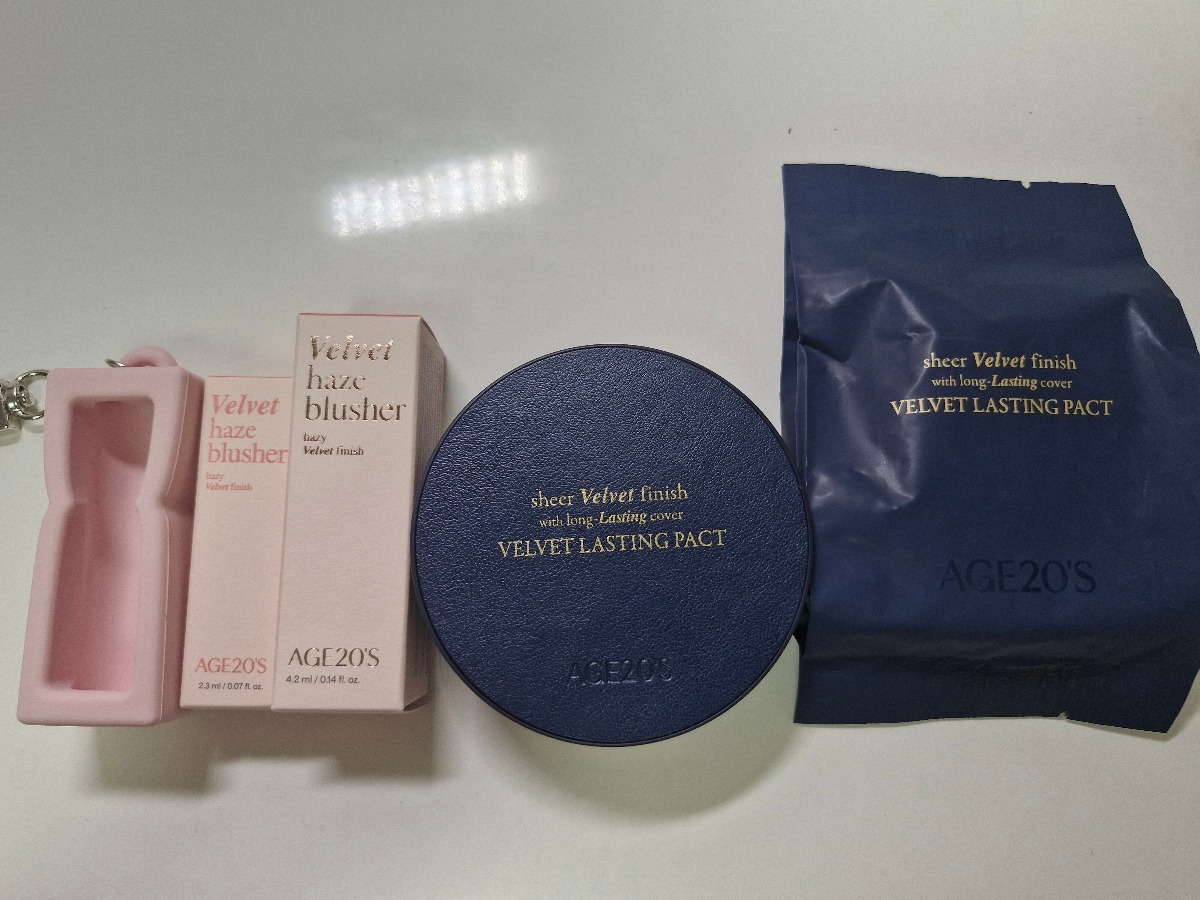 Velvet
haze
blusher
hazy
Velvet finish
AGE20'S
2.3 ml / 0.07 fl. oz.
Velvet
haze
blusher
hazy
Velvet finish
AGE20'S
4.2 ml / 0.14 fl. oz.
sheer Velvet finish
with long-Lasting cover
VELVET LASTING PACT
AGE20'S
sheer Velvet finish
with long-Lasting cover
VELVET LASTING PACT
AGE20'S